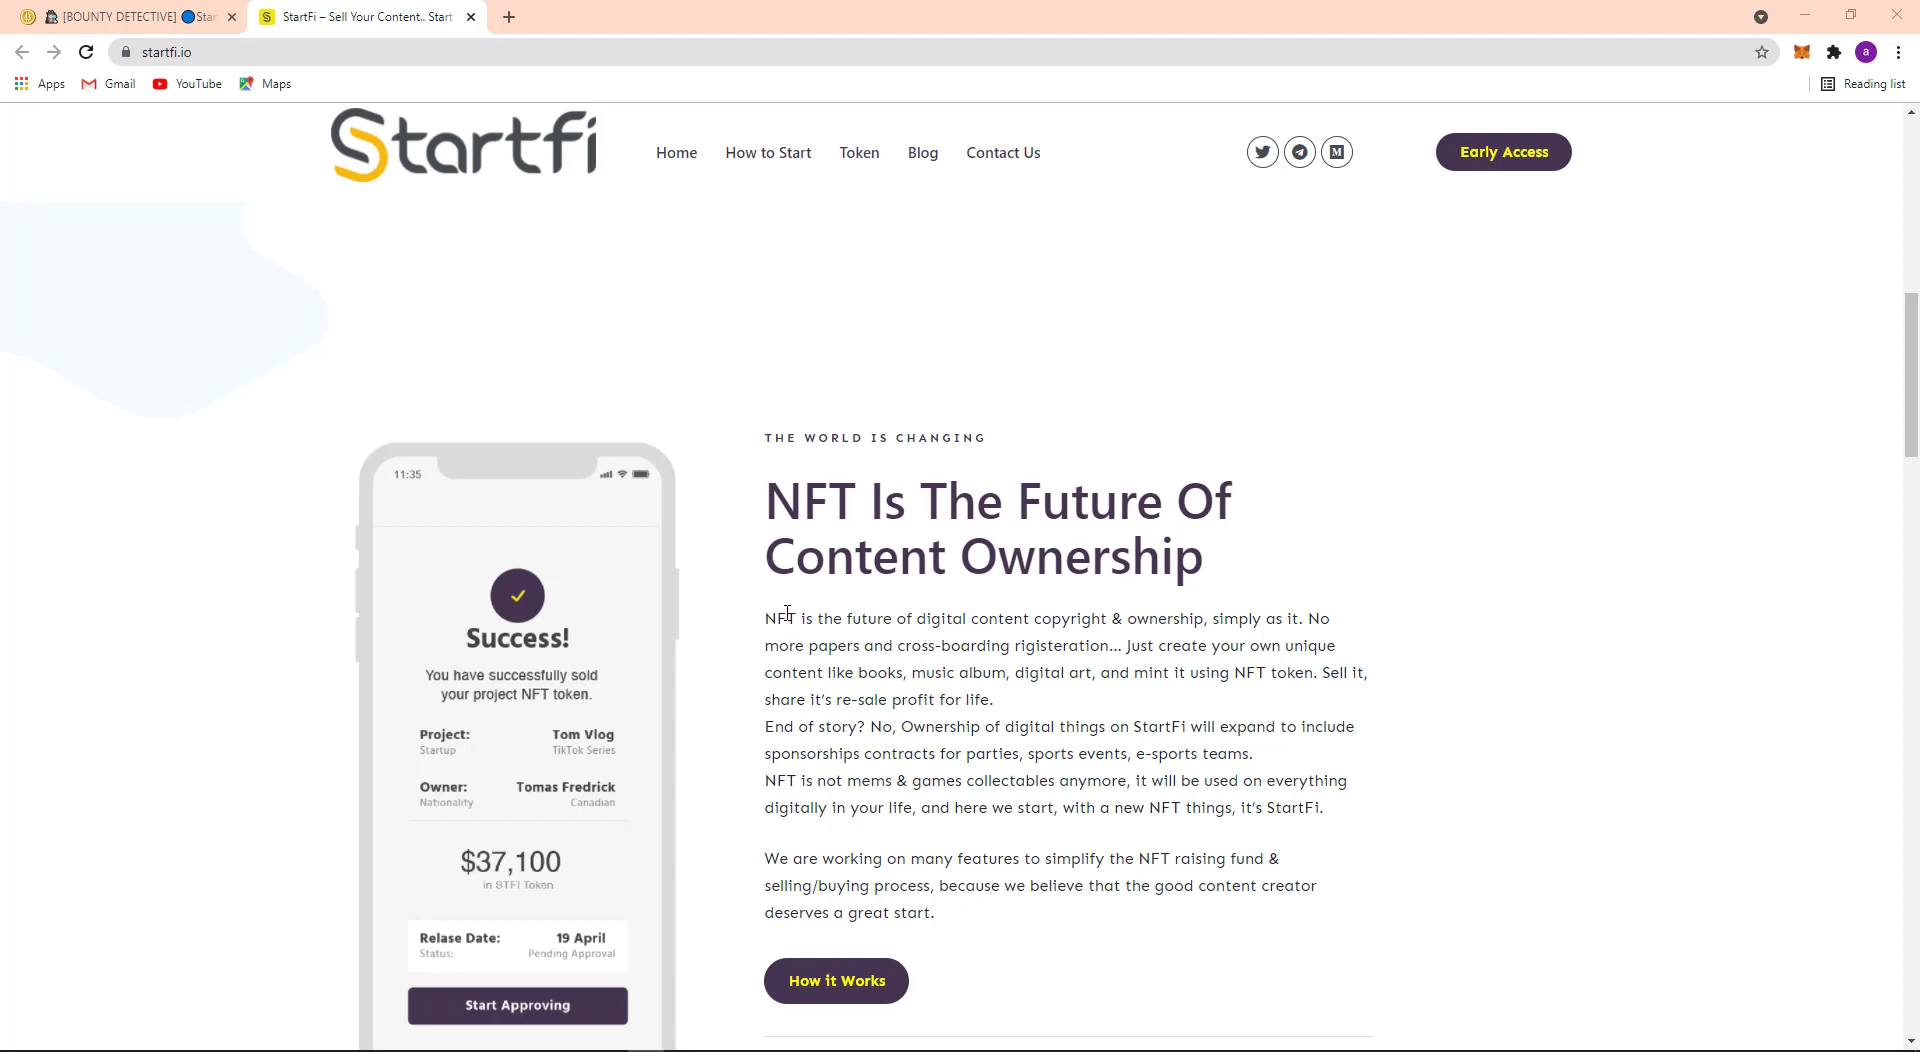 [BOUNTY DETECTIVE] Star
StartFi – Sell Your Content.. Start
startfi.io
a
Apps
Gmail
YouTube
Maps
Reading list
Startfi
Home
How to Start
Token
Blog
Contact Us
Early Access
THE WORLD IS CHANGING
NFT Is The Future Of
Content Ownership
NFT is the future of digital content copyright & ownership, simply as it. No
more papers and cross-boarding rigisteration... Just create your own unique
content like books, music album, digital art, and mint it using NFT token. Sell it,
share it's re-sale profit for life.
End of story? No, Ownership of digital things on StartFi will expand to include
sponsorships contracts for parties, sports events, e-sports teams.
NFT is not mems & games collectables anymore, it will be used on everything
digitally in your life, and here we start, with a new NFT things, it's StartFi.
We are working on many features to simplify the NFT raising fund &
selling/buying process, because we believe that the good content creator
deserves a great start.
How it Works
11:35
Success!
You have successfully sold
your project NFT token.
Project: Tom Vlog
Startup TikTok Series
Owner: Tomas Fredrick
Nationality Canadian
$37,100
in STFI Token
Relase Date: 19 April
Status: Pending Approval
Start Approving